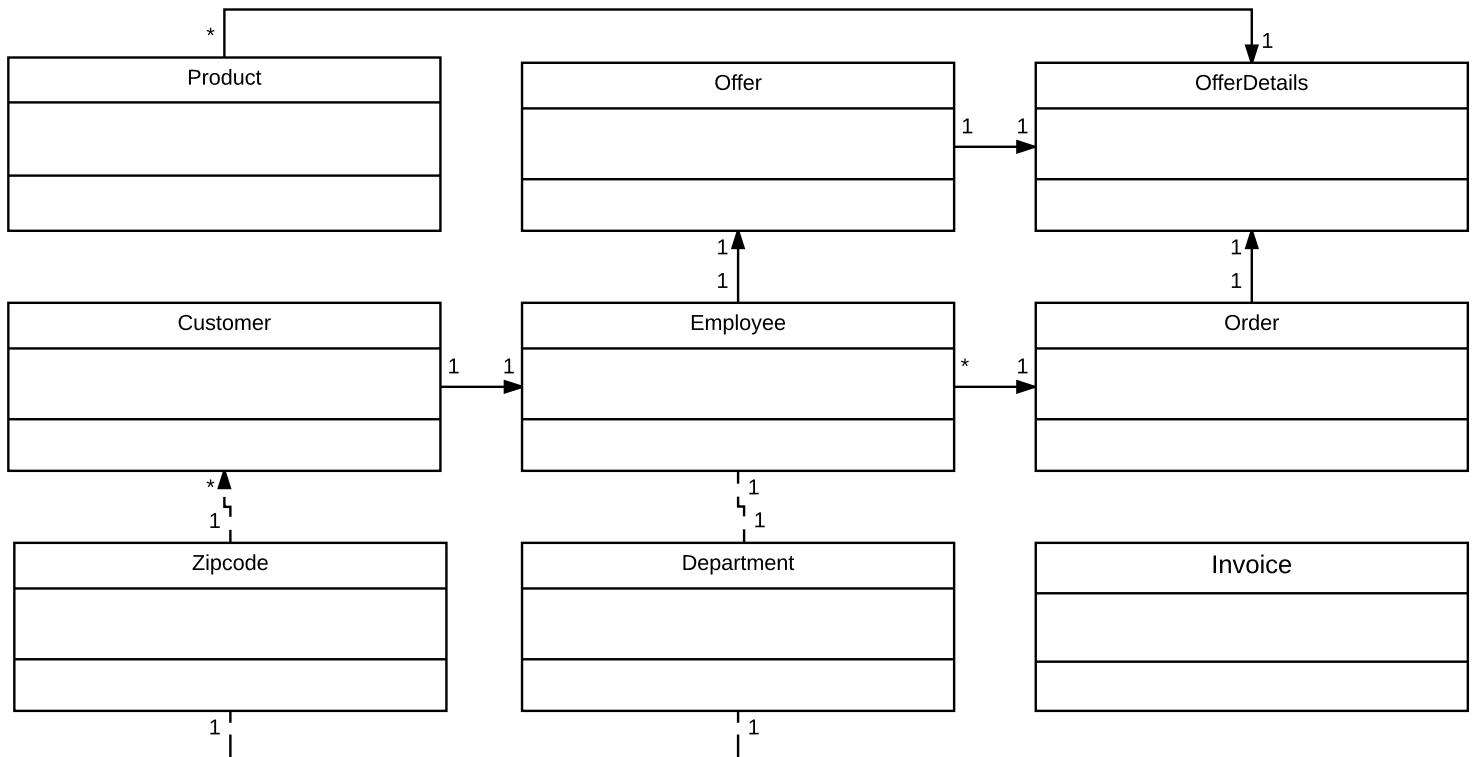 * 1
Product
Offer
OfferDetails
1 1
1 1
1 1
Customer
Employee
Order
1 1 * 1
* 1
1 1
Zipcode
Department
Invoice
1 1